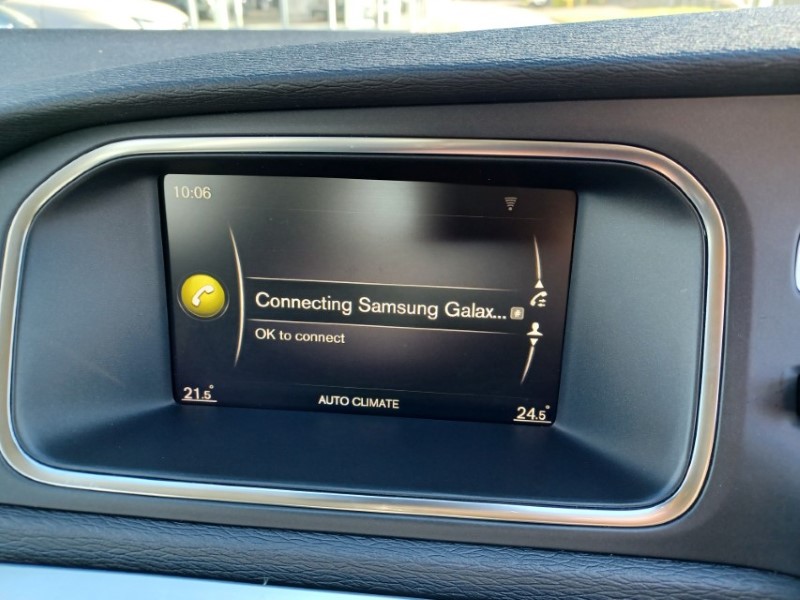 10:06
Connecting Samsung Galax...
OK to connect
21.5°
AUTO CLIMATE
24.5°